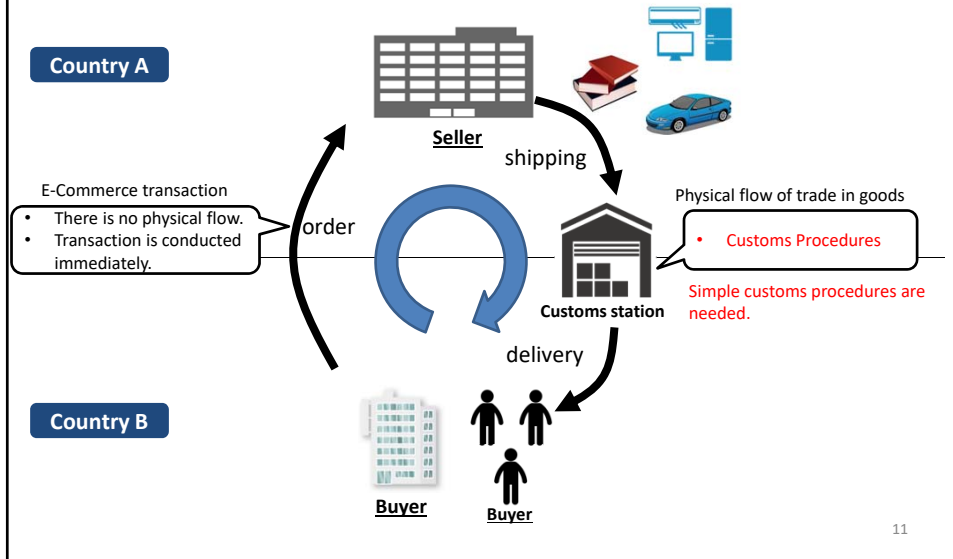 Country A
Seller
shipping
E-Commerce transaction
• There is no physical flow.
• Transaction is conducted
immediately.
order
Physical flow of trade in goods
• Customs Procedures
Simple customs procedures are
needed.
Customs station
delivery
Country B
Buyer
Buyer
11